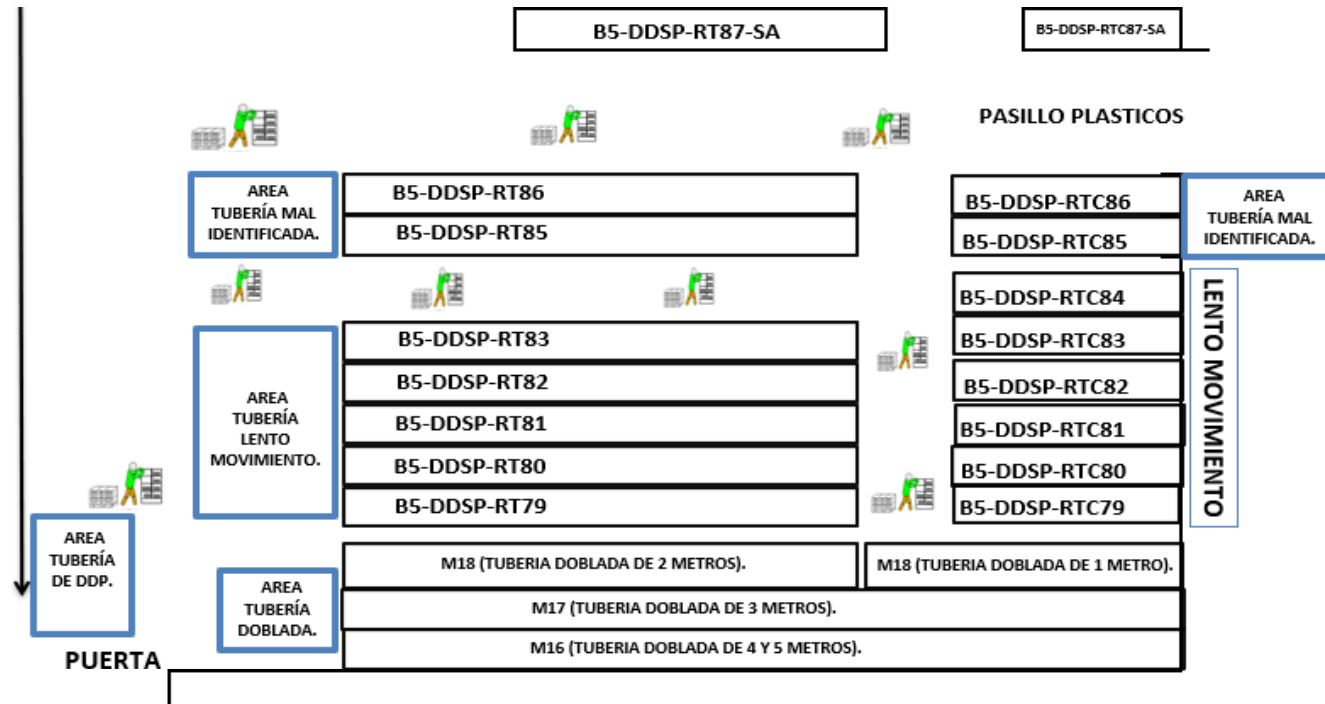 B5-DDSP-RT87-SA
B5-DDSP-RTC87-SA
PASILLO PLASTICOS
AREA
TUBERÍA MAL
IDENTIFICADA.
B5-DDSP-RT86
B5-DDSP-RT85
B5-DDSP-RTC86
B5-DDSP-RTC85
AREA
TUBERÍA MAL
IDENTIFICADA.
B5-DDSP-RTC84
B5-DDSP-RTC83
B5-DDSP-RTC82
B5-DDSP-RTC81
B5-DDSP-RTC80
B5-DDSP-RTC79
LENTO MOVIMIENTO
AREA
TUBERÍA
LENTO
MOVIMIENTO.
B5-DDSP-RT83
B5-DDSP-RT82
B5-DDSP-RT81
B5-DDSP-RT80
B5-DDSP-RT79
AREA
TUBERÍA
DE DDP.
AREA
TUBERÍA
DOBLADA.
M18 (TUBERIA DOBLADA DE 2 METROS).
M18 (TUBERIA DOBLADA DE 1 METRO).
M17 (TUBERIA DOBLADA DE 3 METROS).
M16 (TUBERIA DOBLADA DE 4 Y 5 METROS).
PUERTA